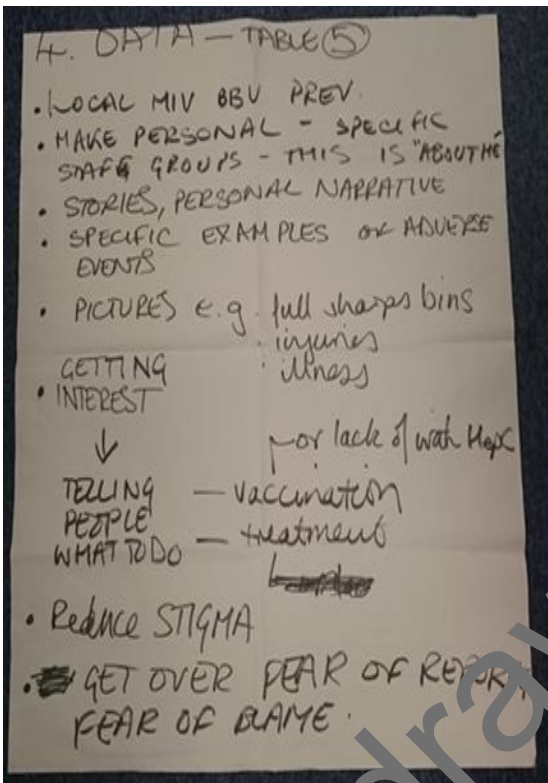 4. DATA — TABLE 5
• LOCAL HIV BBV PREV.
• MAKE PERSONAL - SPECIFIC
STAFF GROUPS - THIS IS "ABOUT ME
• STORIES, PERSONAL NARRATIVE
• SPECIFIC EXAMPLES OF ADVERSE
EVENTS
• PICTURES e.g. full sharps bins
· injuries
· illness
• GETTING
INTEREST
↓
or lack of with HepC
TELLING — vaccination
PEOPLE
WHAT TO DO — treatment
• Reduce STIGMA
• GET OVER FEAR OF
FEAR OF BLAME.